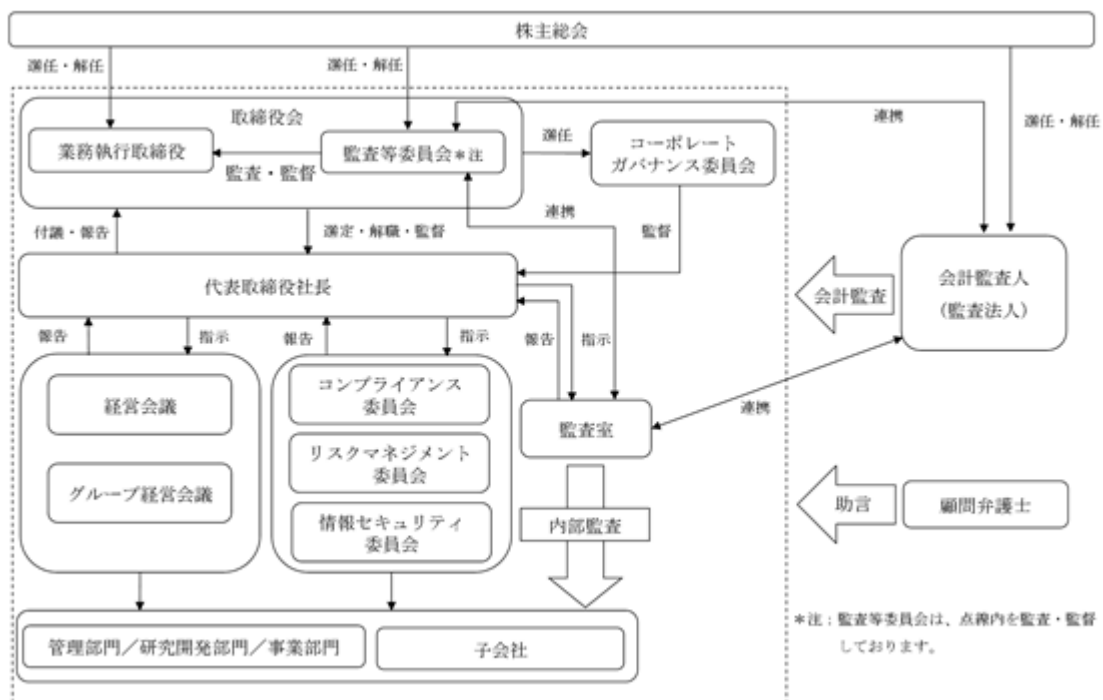 株主総会
選任・解任
選任・解任
選任・解任
連携
取締役会
業務執行取締役
監査等委員会*注
監査・監督
選任
コーポレート
ガバナンス委員会
付議・報告
選定・解職・監督
連携
監督
代表取締役社長
会計監査
会計監査人
(監査法人)
報告
指示
報告
指示
報告
指示
経営会議
グループ経営会議
コンプライアンス
委員会
リスクマネジメント
委員会
情報セキュリティ
委員会
監査室
連携
内部監査
助言
顧問弁護士
管理部門/研究開発部門/事業部門
子会社
*注:監査等委員会は、点線内を監査・監督
しております。